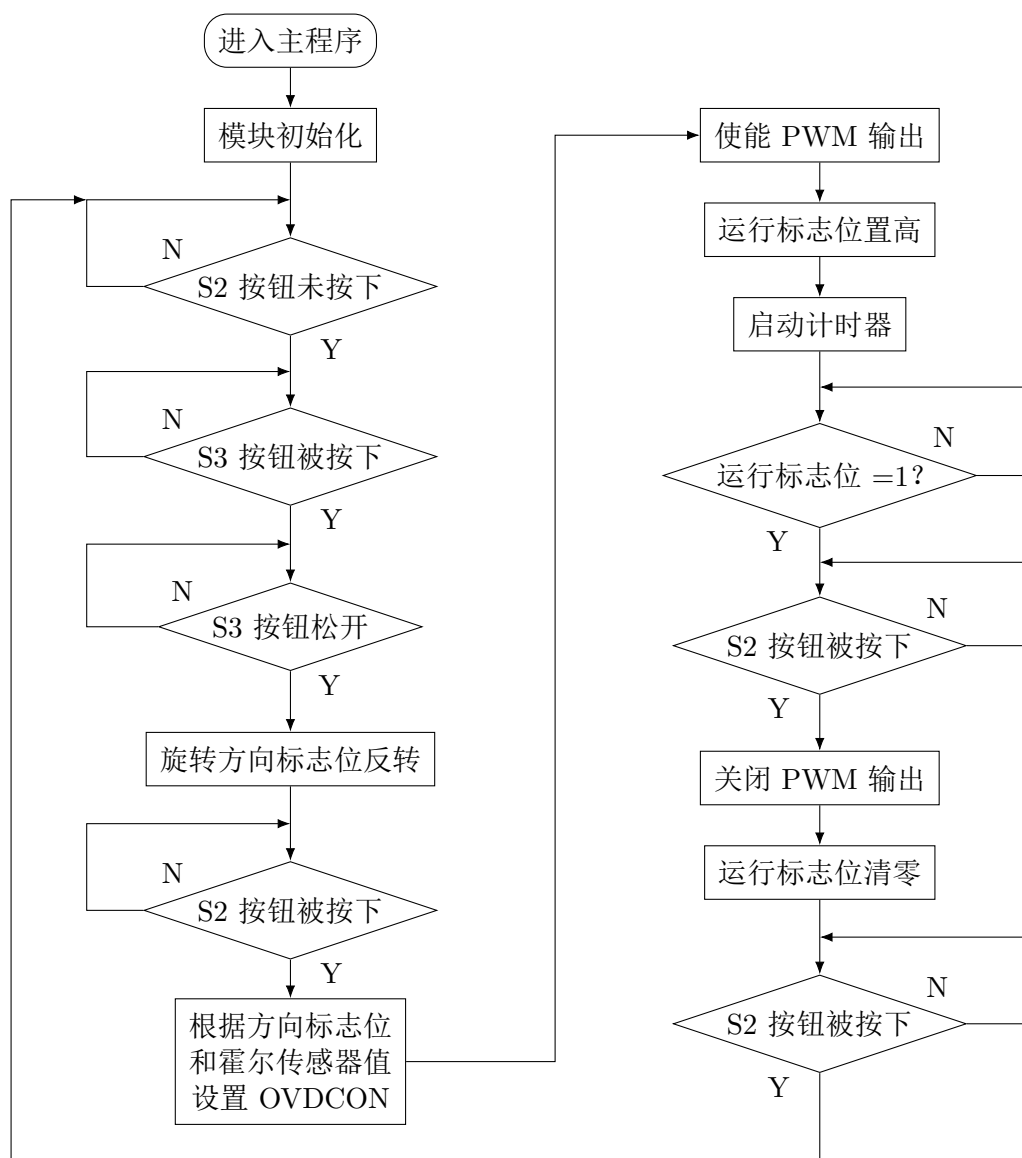 进入主程序
模块初始化
N
S2 按钮未按下
Y
N
S3 按钮被按下
Y
N
S3 按钮松开
Y
旋转方向标志位反转
N
S2 按钮被按下
Y
根据方向标志位
和霍尔传感器值
设置 OVDCON
使能 PWM 输出
运行标志位置高
启动计时器
N
运行标志位 =1?
Y
N
S2 按钮被按下
Y
关闭 PWM 输出
运行标志位清零
N
S2 按钮被按下
Y